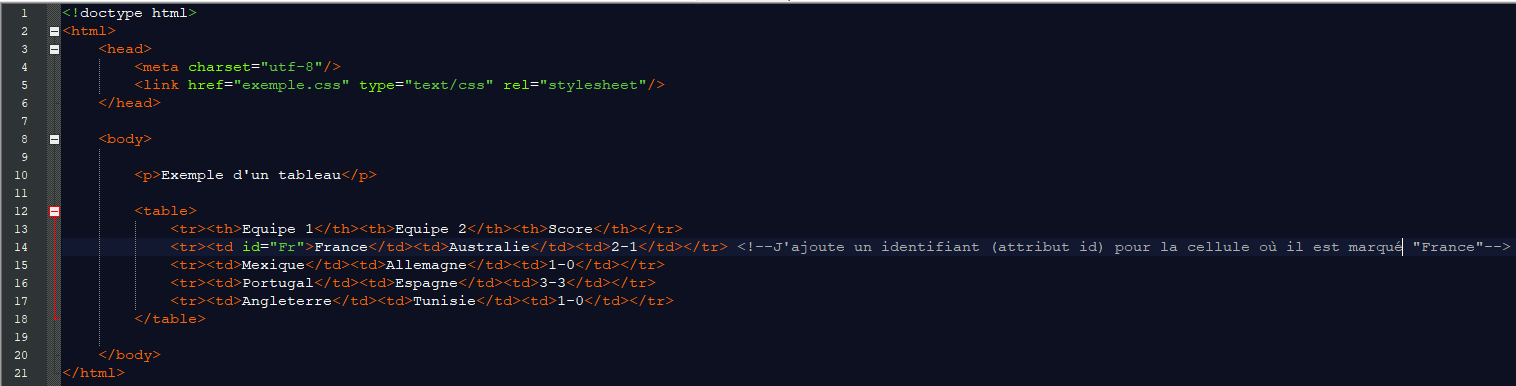 1 <!doctype html>
2 <html>
3 <head>
4 <meta charset="utf-8"/>
5 <link href="exemple.css" type="text/css" rel="stylesheet"/>
6 </head>
7
8 <body>
9
10 <p>Exemple d'un tableau</p>
11
12 <table>
13 <tr><th>Equipe 1</th><th>Equipe 2</th><th>Score</th></tr>
14 <tr><td id="Fr">France</td><td>Australie</td><td>2-1</td></tr> <!--J'ajoute un identifiant (attribut id) pour la cellule où il est marqué "France"-->
15 <tr><td>Mexique</td><td>Allemagne</td><td>1-0</td></tr>
16 <tr><td>Portugal</td><td>Espagne</td><td>3-3</td></tr>
17 <tr><td>Angleterre</td><td>Tunisie</td><td>1-0</td></tr>
18 </table>
19
20 </body>
21 </html>